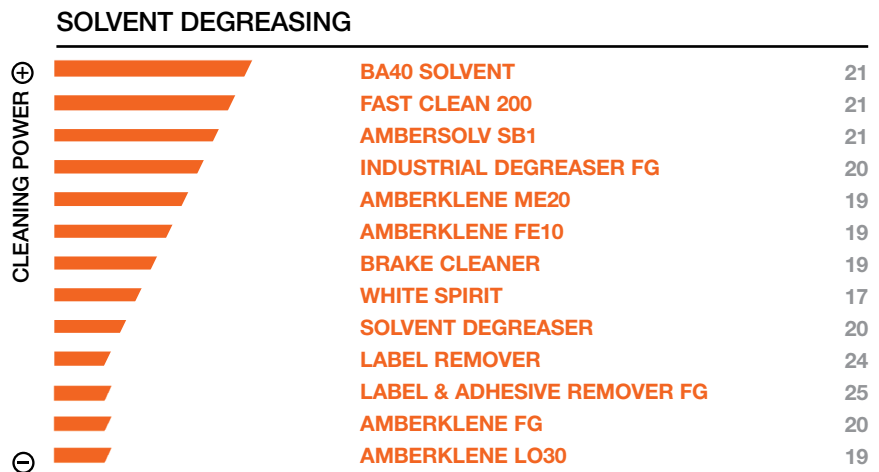 SOLVENT DEGREASING
CLEANING POWER
BA40 SOLVENT 21
FAST CLEAN 200 21
AMBERSOLV SB1 21
INDUSTRIAL DEGREASER FG 20
AMBERKLENE ME20 19
AMBERKLENE FE10 19
BRAKE CLEANER 19
WHITE SPIRIT 17
SOLVENT DEGREASER 20
LABEL REMOVER 24
LABEL & ADHESIVE REMOVER FG 25
AMBERKLENE FG 20
AMBERKLENE LO30 19